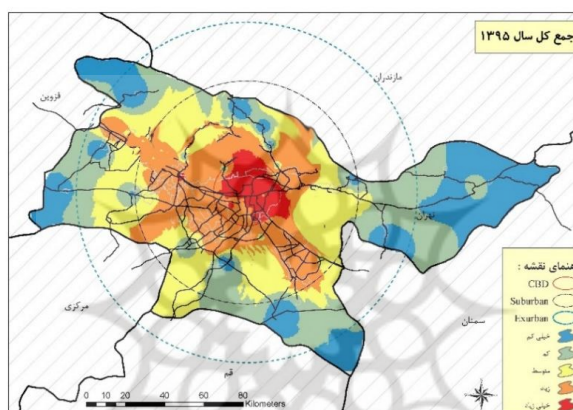 جمع کل سال ۱۳۹۵
مازندران
قزوین
تهران
سمنان
مرکزی
قم
هنمای نقشه :
CBD
Suburban
Exurban
خیلی کم
کم
متوسط
زیاد
خیلی زیاد
0 10 20 40 60 80
Kilometers